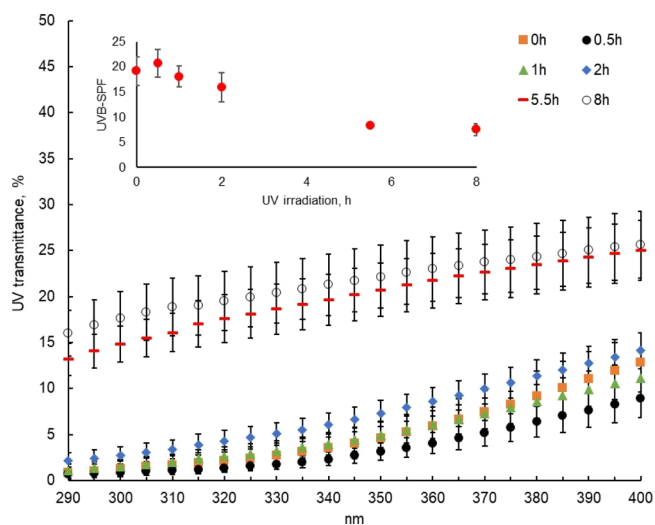 50
45
40
35
30
25
20
15
10
5
0
UV transmittance, %
290 300 310 320 330 340 350 360 370 380 390 400
nm
25
20
15
10
5
0
UVB-SPF
0 2 4 6 8
UV irradiation, h
0h 0.5h
1h 2h
5.5h 8h